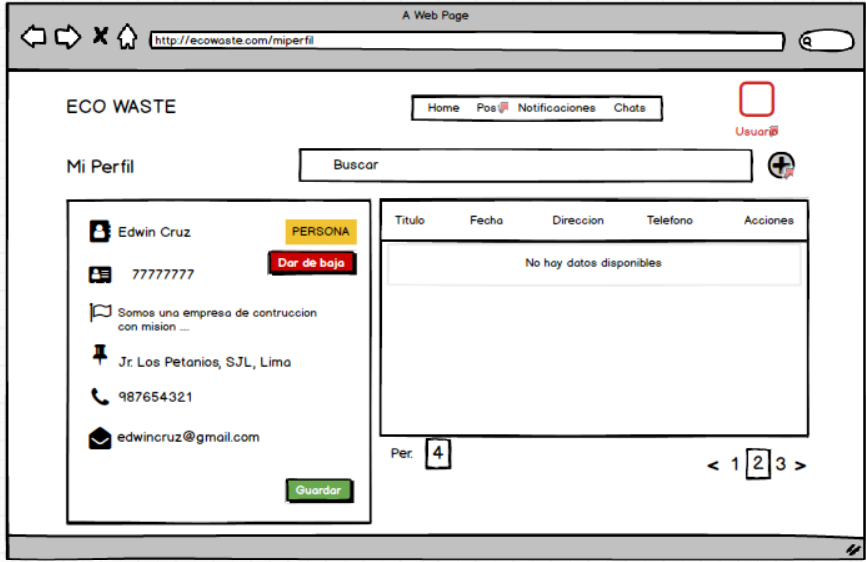 A Web Page
http://ecowaste.com/miperfil
ECO WASTE
Home Pos Notificaciones Chats
Usuario
Mi Perfil
Buscar
Edwin Cruz
PERSONA
Dar de baja
77777777
Somos una empresa de contruccion
con mision ....
Jr. Los Petanios, SJL, Lima
987654321
edwincruz@gmail.com
Guardar
Titulo Fecha Direccion Telefono Acciones
No hay datos disponibles
Per. 4
< 1 2 3 >